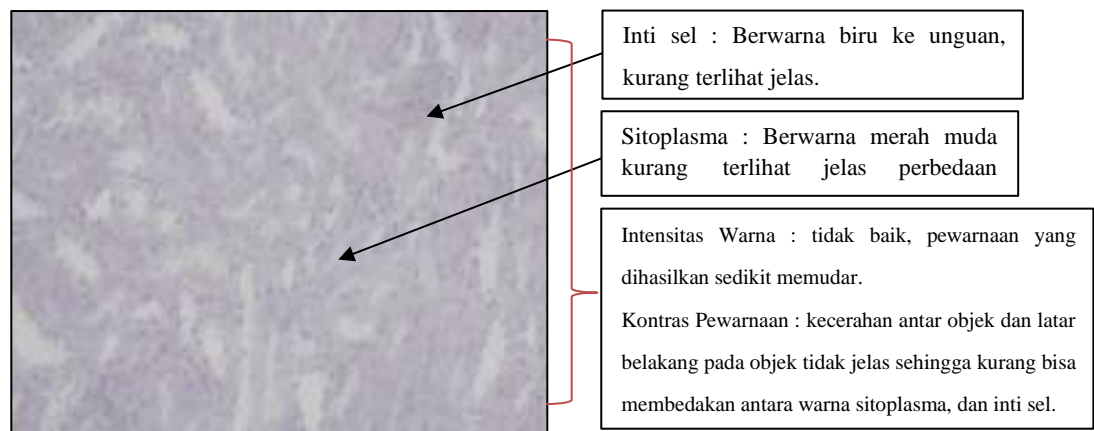 Inti sel : Berwarna biru ke unguan,
kurang terlihat jelas.
Sitoplasma : Berwarna merah muda
kurang terlihat jelas perbedaan
Intensitas Warna : tidak baik, pewarnaan yang
dihasilkan sedikit memudar.
Kontras Pewarnaan : kecerahan antar objek dan latar
belakang pada objek tidak jelas sehingga kurang bisa
membedakan antara warna sitoplasma, dan inti sel.